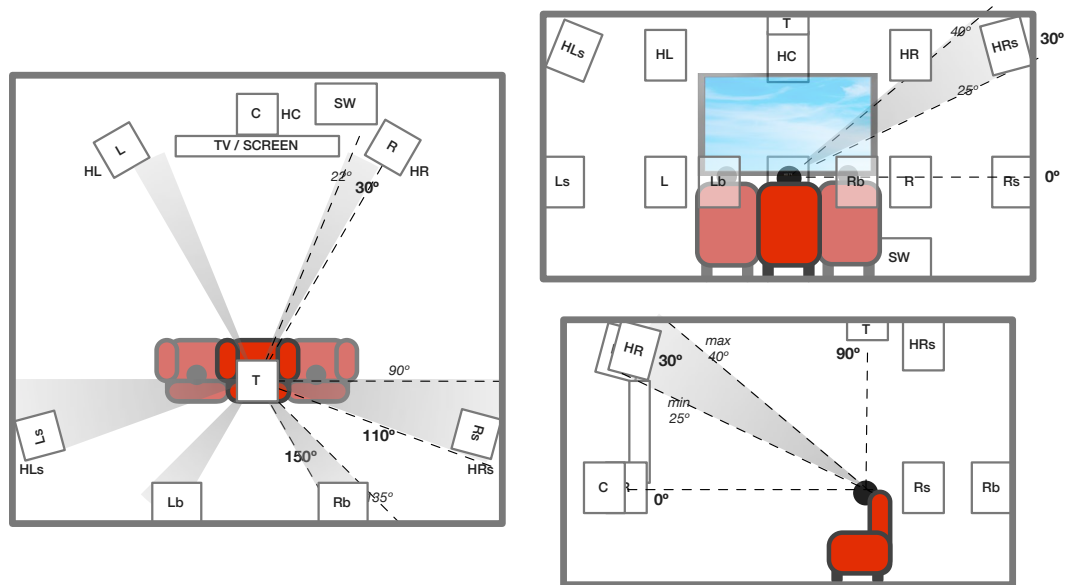 SW
C
HC
TV / SCREEN
L
HL
R
HR
22º
30º
T
90º
Ls
HLs
110º
Rs
HRs
150º
Lb
Rb
135º
T
HLs
HL
HC
HR
HRs
40º
30º
25º
Ls
L
Lb
Rb
R
Rs
0º
SW
HR
30º
max
40º
T
90º
HRs
min
25º
C
R
0º
Rs
Rb